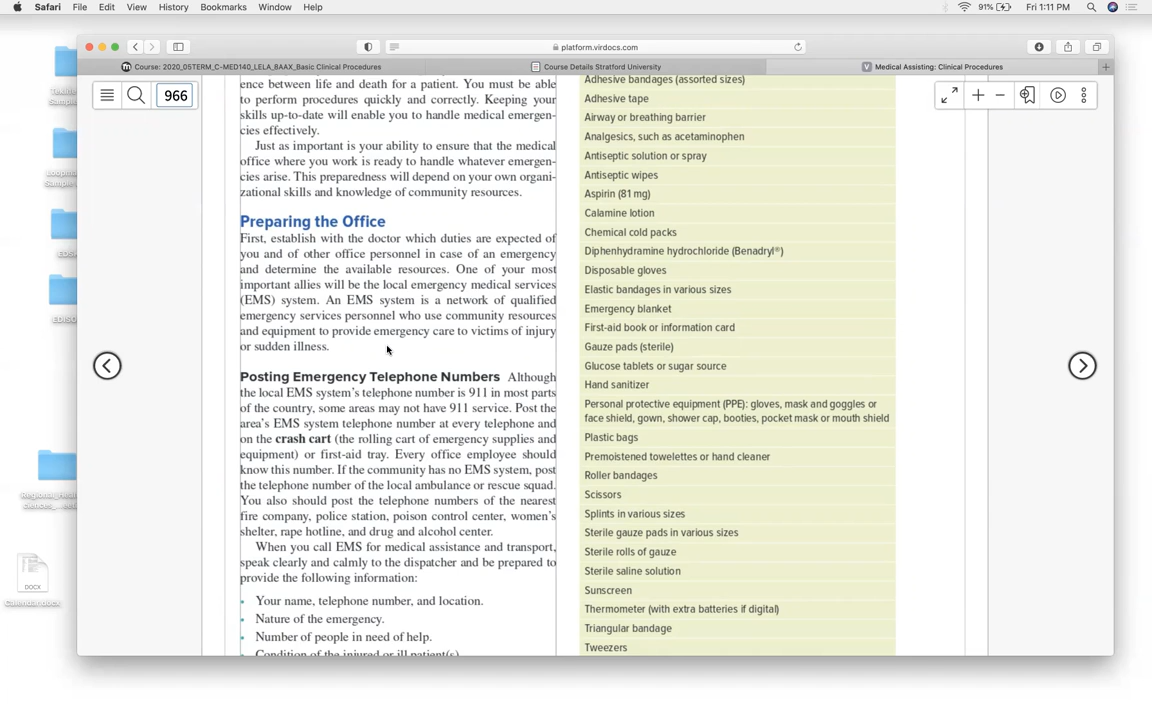 Safari File Edit View History Bookmarks Window Help
91%
Fri 1:11 PM
platform.virdocs.com
Course: 2020_05TERM_C-MED140_LELA_8AAX_Basic Clinical Procedures
Course Details Stratford University
Medical Assisting: Clinical Procedures
966
ence between life and death for a patient. You must be able
to perform procedures quickly and correctly. Keeping your
skills up-to-date will enable you to handle medical emergen-
cies effectively.
Just as important is your ability to ensure that the medical
office where you work is ready to handle whatever emergen-
cies arise. This preparedness will depend on your own organi-
zational skills and knowledge of community resources.
Preparing the Office
First, establish with the doctor which duties are expected of
you and of other office personnel in case of an emergency
and determine the available resources. One of your most
important allies will be the local emergency medical services
(EMS) system. An EMS system is a network of qualified
emergency services personnel who use community resources
and equipment to provide emergency care to victims of injury
or sudden illness.
Posting Emergency Telephone Numbers Although
the local EMS system's telephone number is 911 in most parts
of the country, some areas may not have 911 service. Post the
area's EMS system telephone number at every telephone and
on the crash cart (the rolling cart of emergency supplies and
equipment) or first-aid tray. Every office employee should
know this number. If the community has no EMS system, post
the telephone number of the local ambulance or rescue squad.
You also should post the telephone numbers of the nearest
fire company, police station, poison control center, women's
shelter, rape hotline, and drug and alcohol center.
When you call EMS for medical assistance and transport,
speak clearly and calmly to the dispatcher and be prepared to
provide the following information:
• Your name, telephone number, and location.
• Nature of the emergency.
• Number of people in need of help.
• Condition of the injured or ill patient(s)
Adhesive bandages (assorted sizes)
Adhesive tape
Airway or breathing barrier
Analgesics, such as acetaminophen
Antiseptic solution or spray
Antiseptic wipes
Aspirin (81 mg)
Calamine lotion
Chemical cold packs
Diphenhydramine hydrochloride (Benadryl®)
Disposable gloves
Elastic bandages in various sizes
Emergency blanket
First-aid book or information card
Gauze pads (sterile)
Glucose tablets or sugar source
Hand sanitizer
Personal protective equipment (PPE): gloves, mask and goggles or
face shield, gown, shower cap, booties, pocket mask or mouth shield
Plastic bags
Premoistened towelettes or hand cleaner
Roller bandages
Scissors
Splints in various sizes
Sterile gauze pads in various sizes
Sterile rolls of gauze
Sterile saline solution
Sunscreen
Thermometer (with extra batteries if digital)
Triangular bandage
Tweezers
DOCX
Calendar.docx